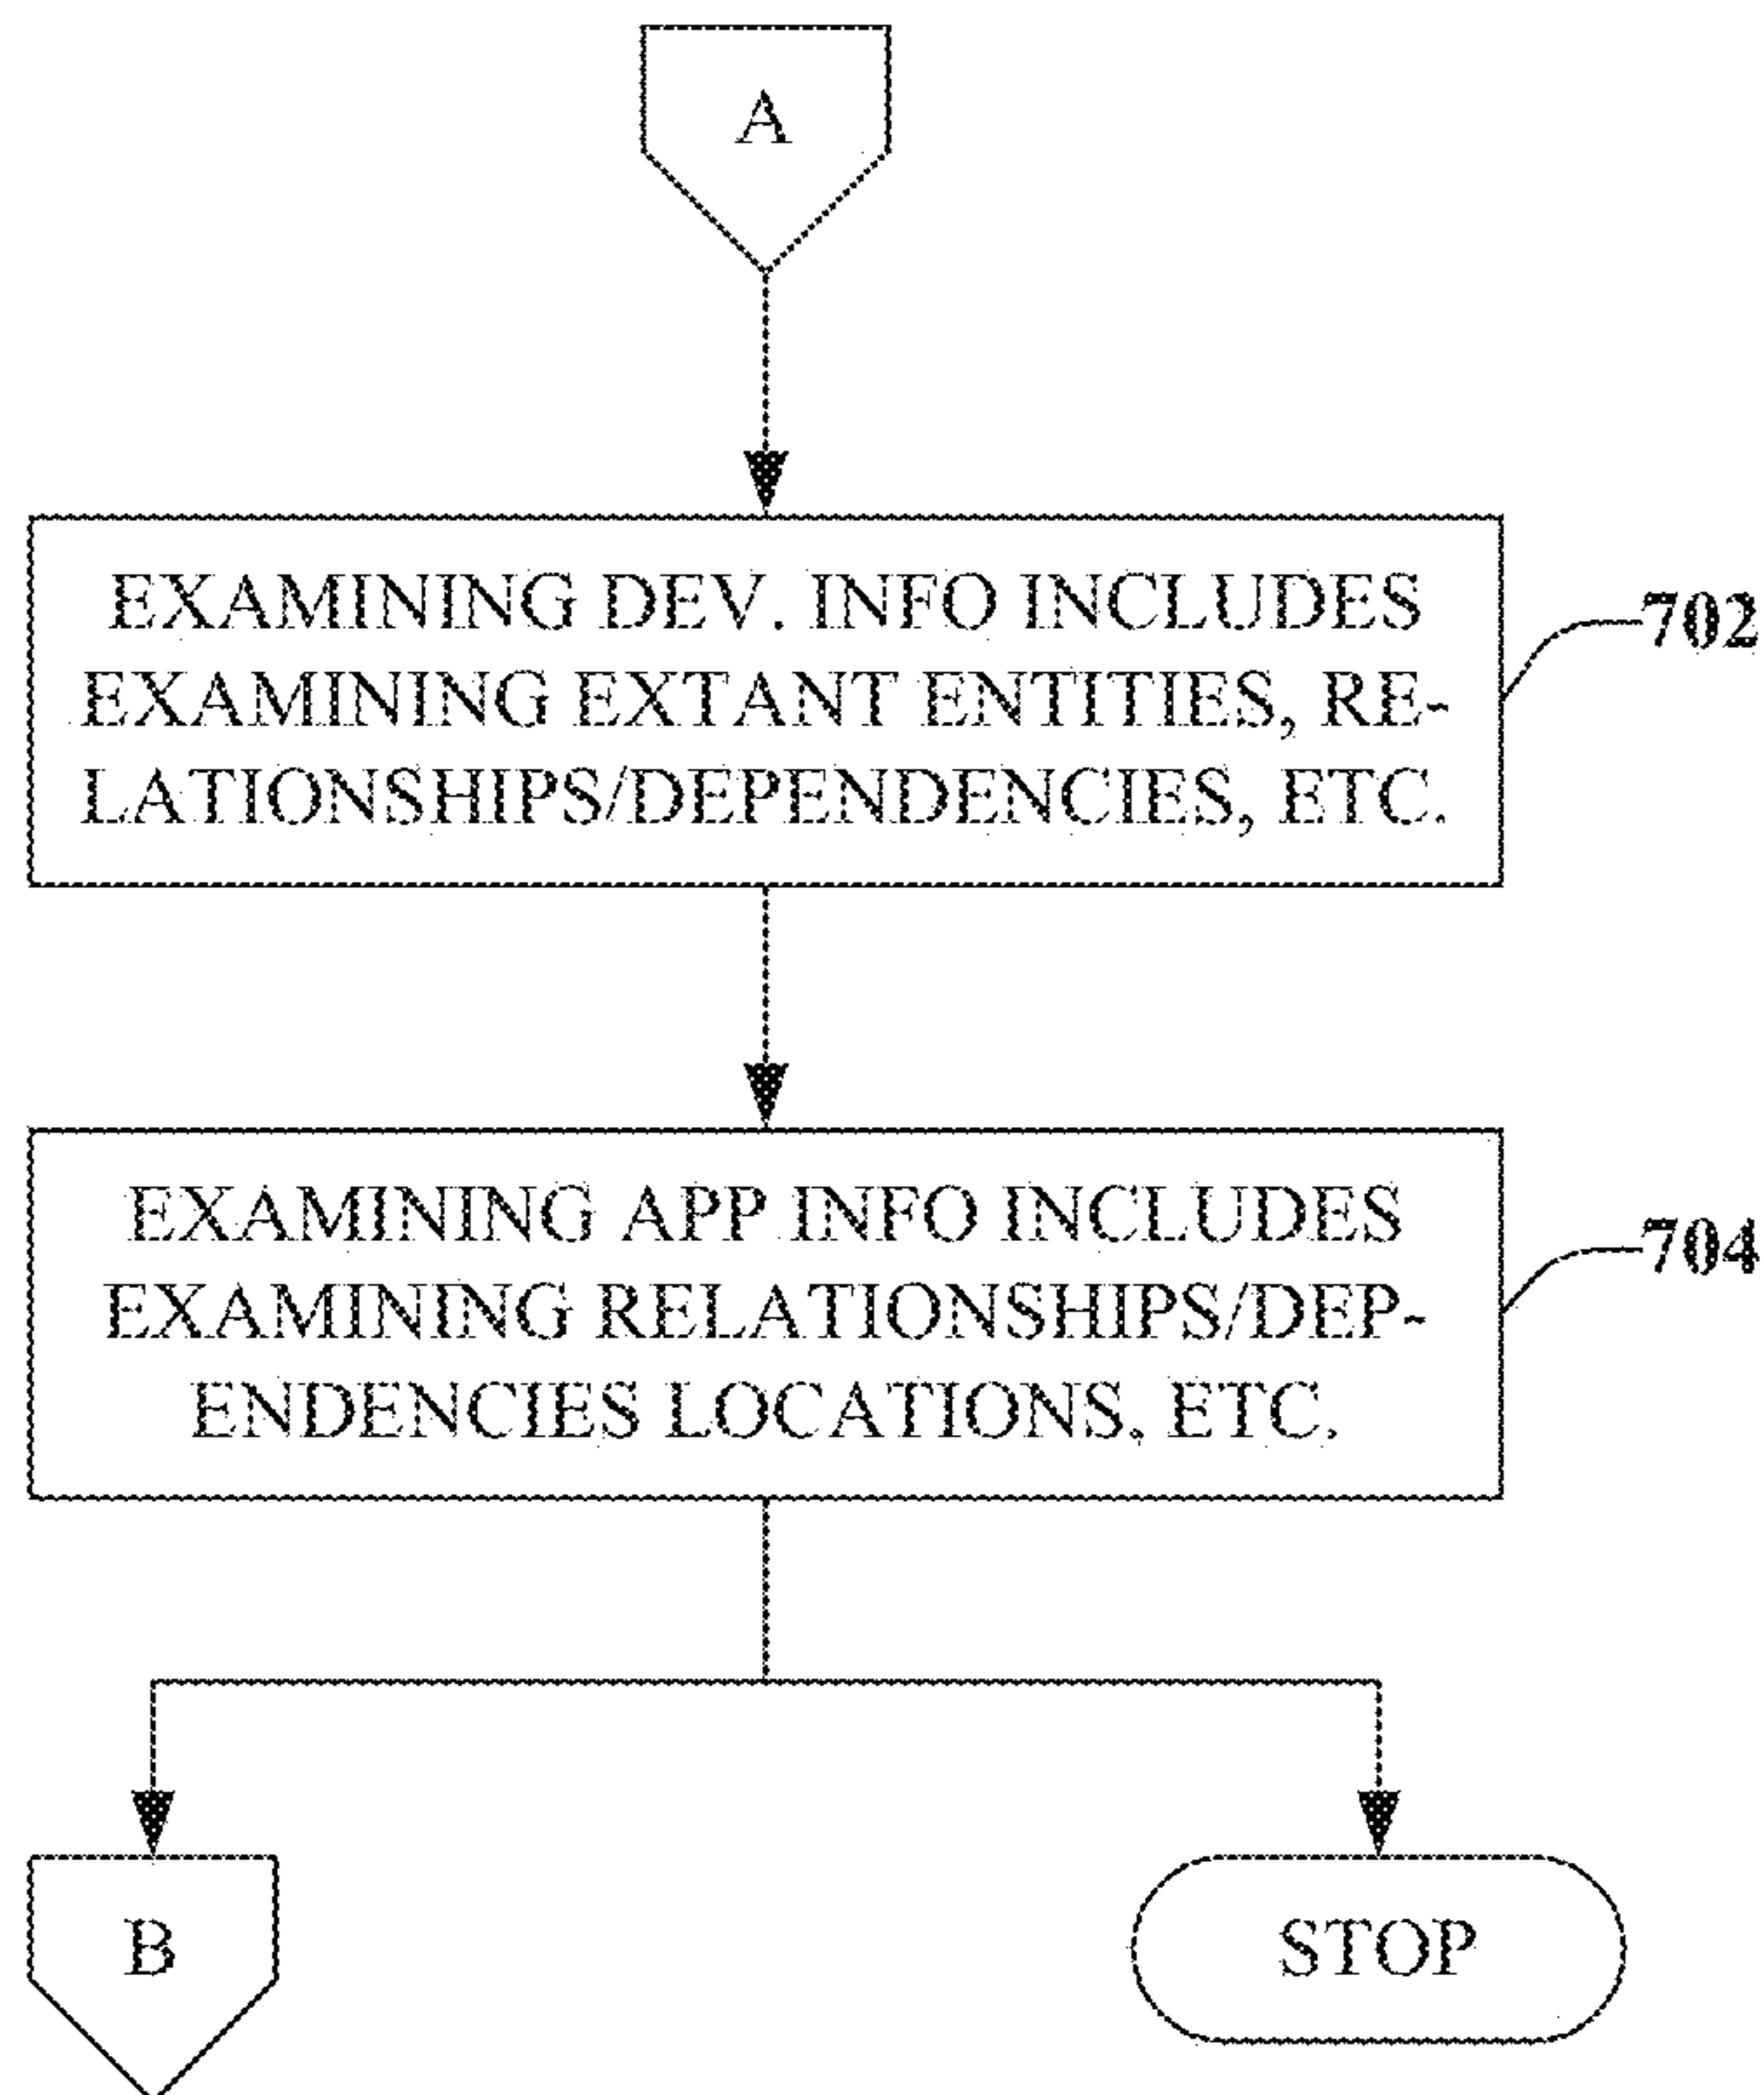 A
EXAMINING DEV. INFO INCLUDES
EXAMINING EXTANT ENTITIES, RE-
LATIONSHIPS/DEPENDENCIES, ETC.
702
EXAMINING APP INFO INCLUDES
EXAMINING RELATIONSHIPS/DEP-
ENDENCIES LOCATIONS, ETC.
704
B
STOP